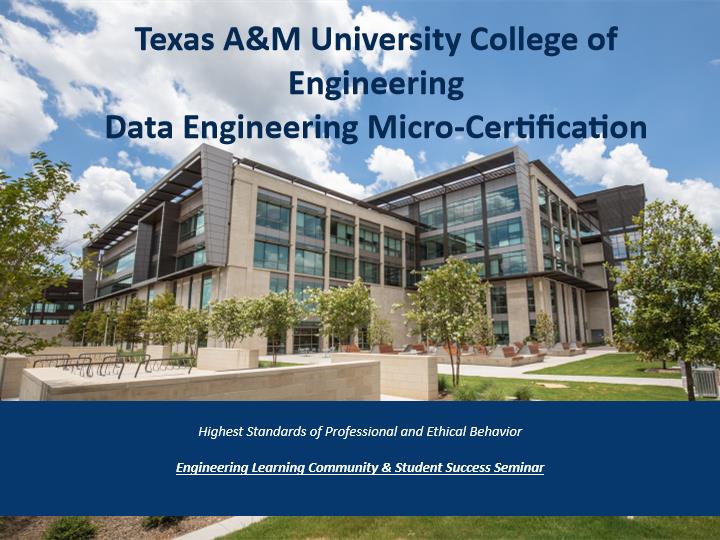 Texas A&M University College of
Engineering
Data Engineering Micro-Certification
Highest Standards of Professional and Ethical Behavior
Engineering Learning Community & Student Success Seminar